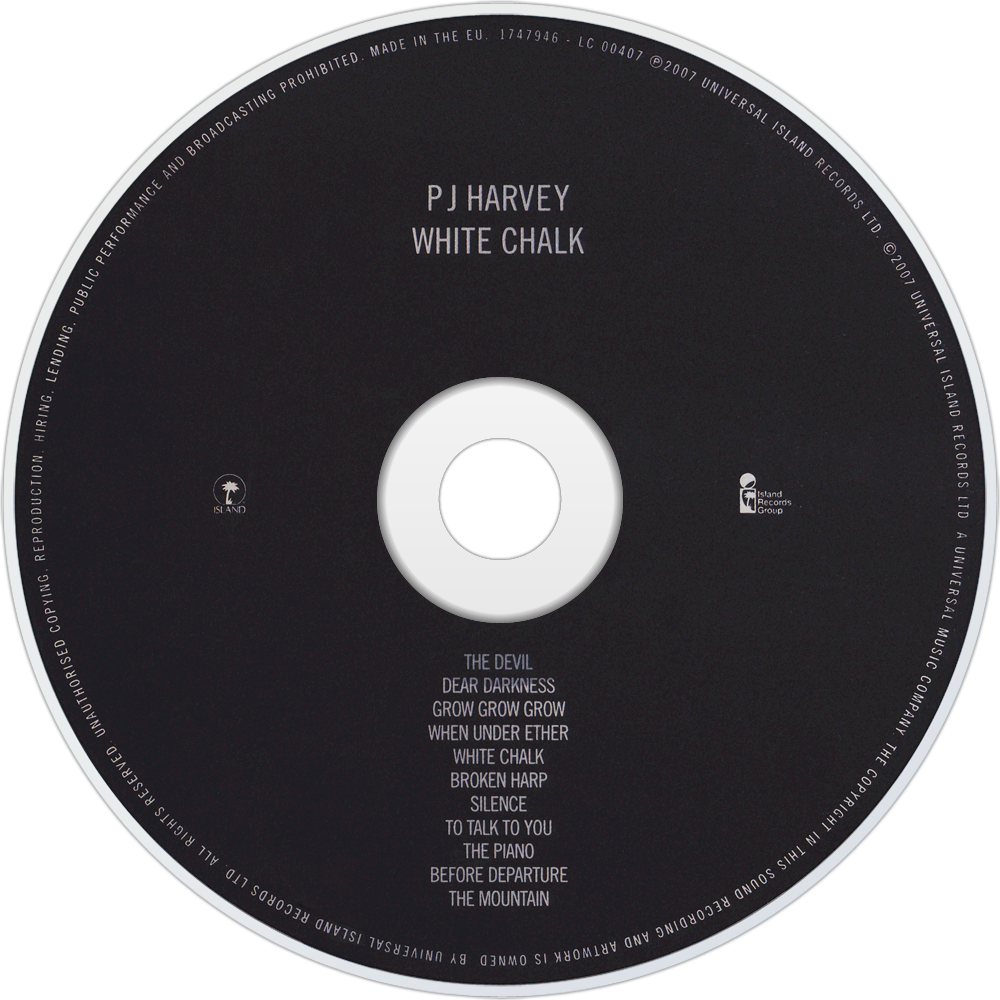 PJ HARVEY
WHITE CHALK
ISLAND
Island
Records
Group
THE DEVIL
DEAR DARKNESS
GROW GROW GROW
WHEN UNDER ETHER
WHITE CHALK
BROKEN HARP
SILENCE
TO TALK TO YOU
THE PIANO
BEFORE DEPARTURE
THE MOUNTAIN
℗2007 UNIVERSAL ISLAND RECORDS LTD. ©2007 UNIVERSAL ISLAND RECORDS LTD A UNIVERSAL MUSIC COMPANY. THE COPYRIGHT IN THIS SOUND RECORDING AND ARTWORK IS OWNED BY UNIVERSAL ISLAND RECORDS LTD. ALL RIGHTS RESERVED. UNAUTHORISED COPYING, REPRODUCTION, HIRING, LENDING, PUBLIC PERFORMANCE AND BROADCASTING PROHIBITED. MADE IN THE EU. 1747946 - LC 00407